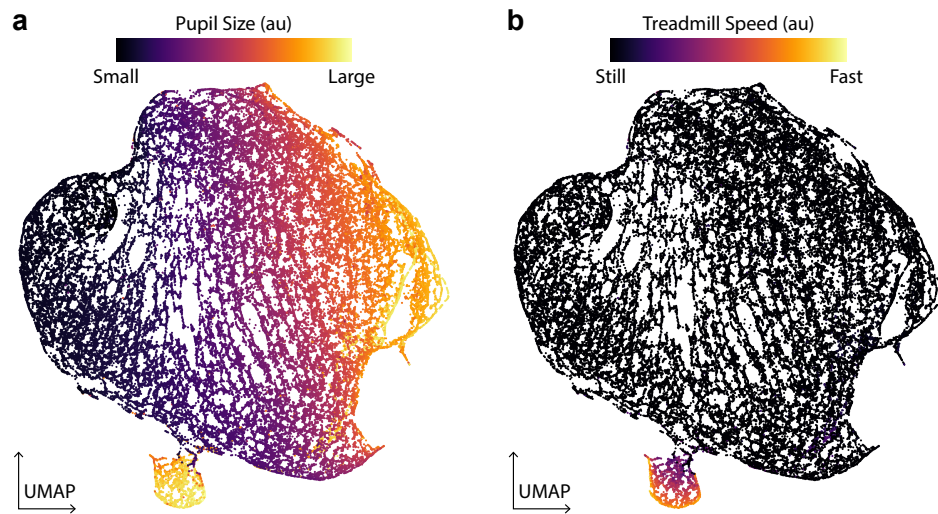 a
Pupil Size (au)
Small Large
UMAP
b
Treadmill Speed (au)
Still Fast
UMAP